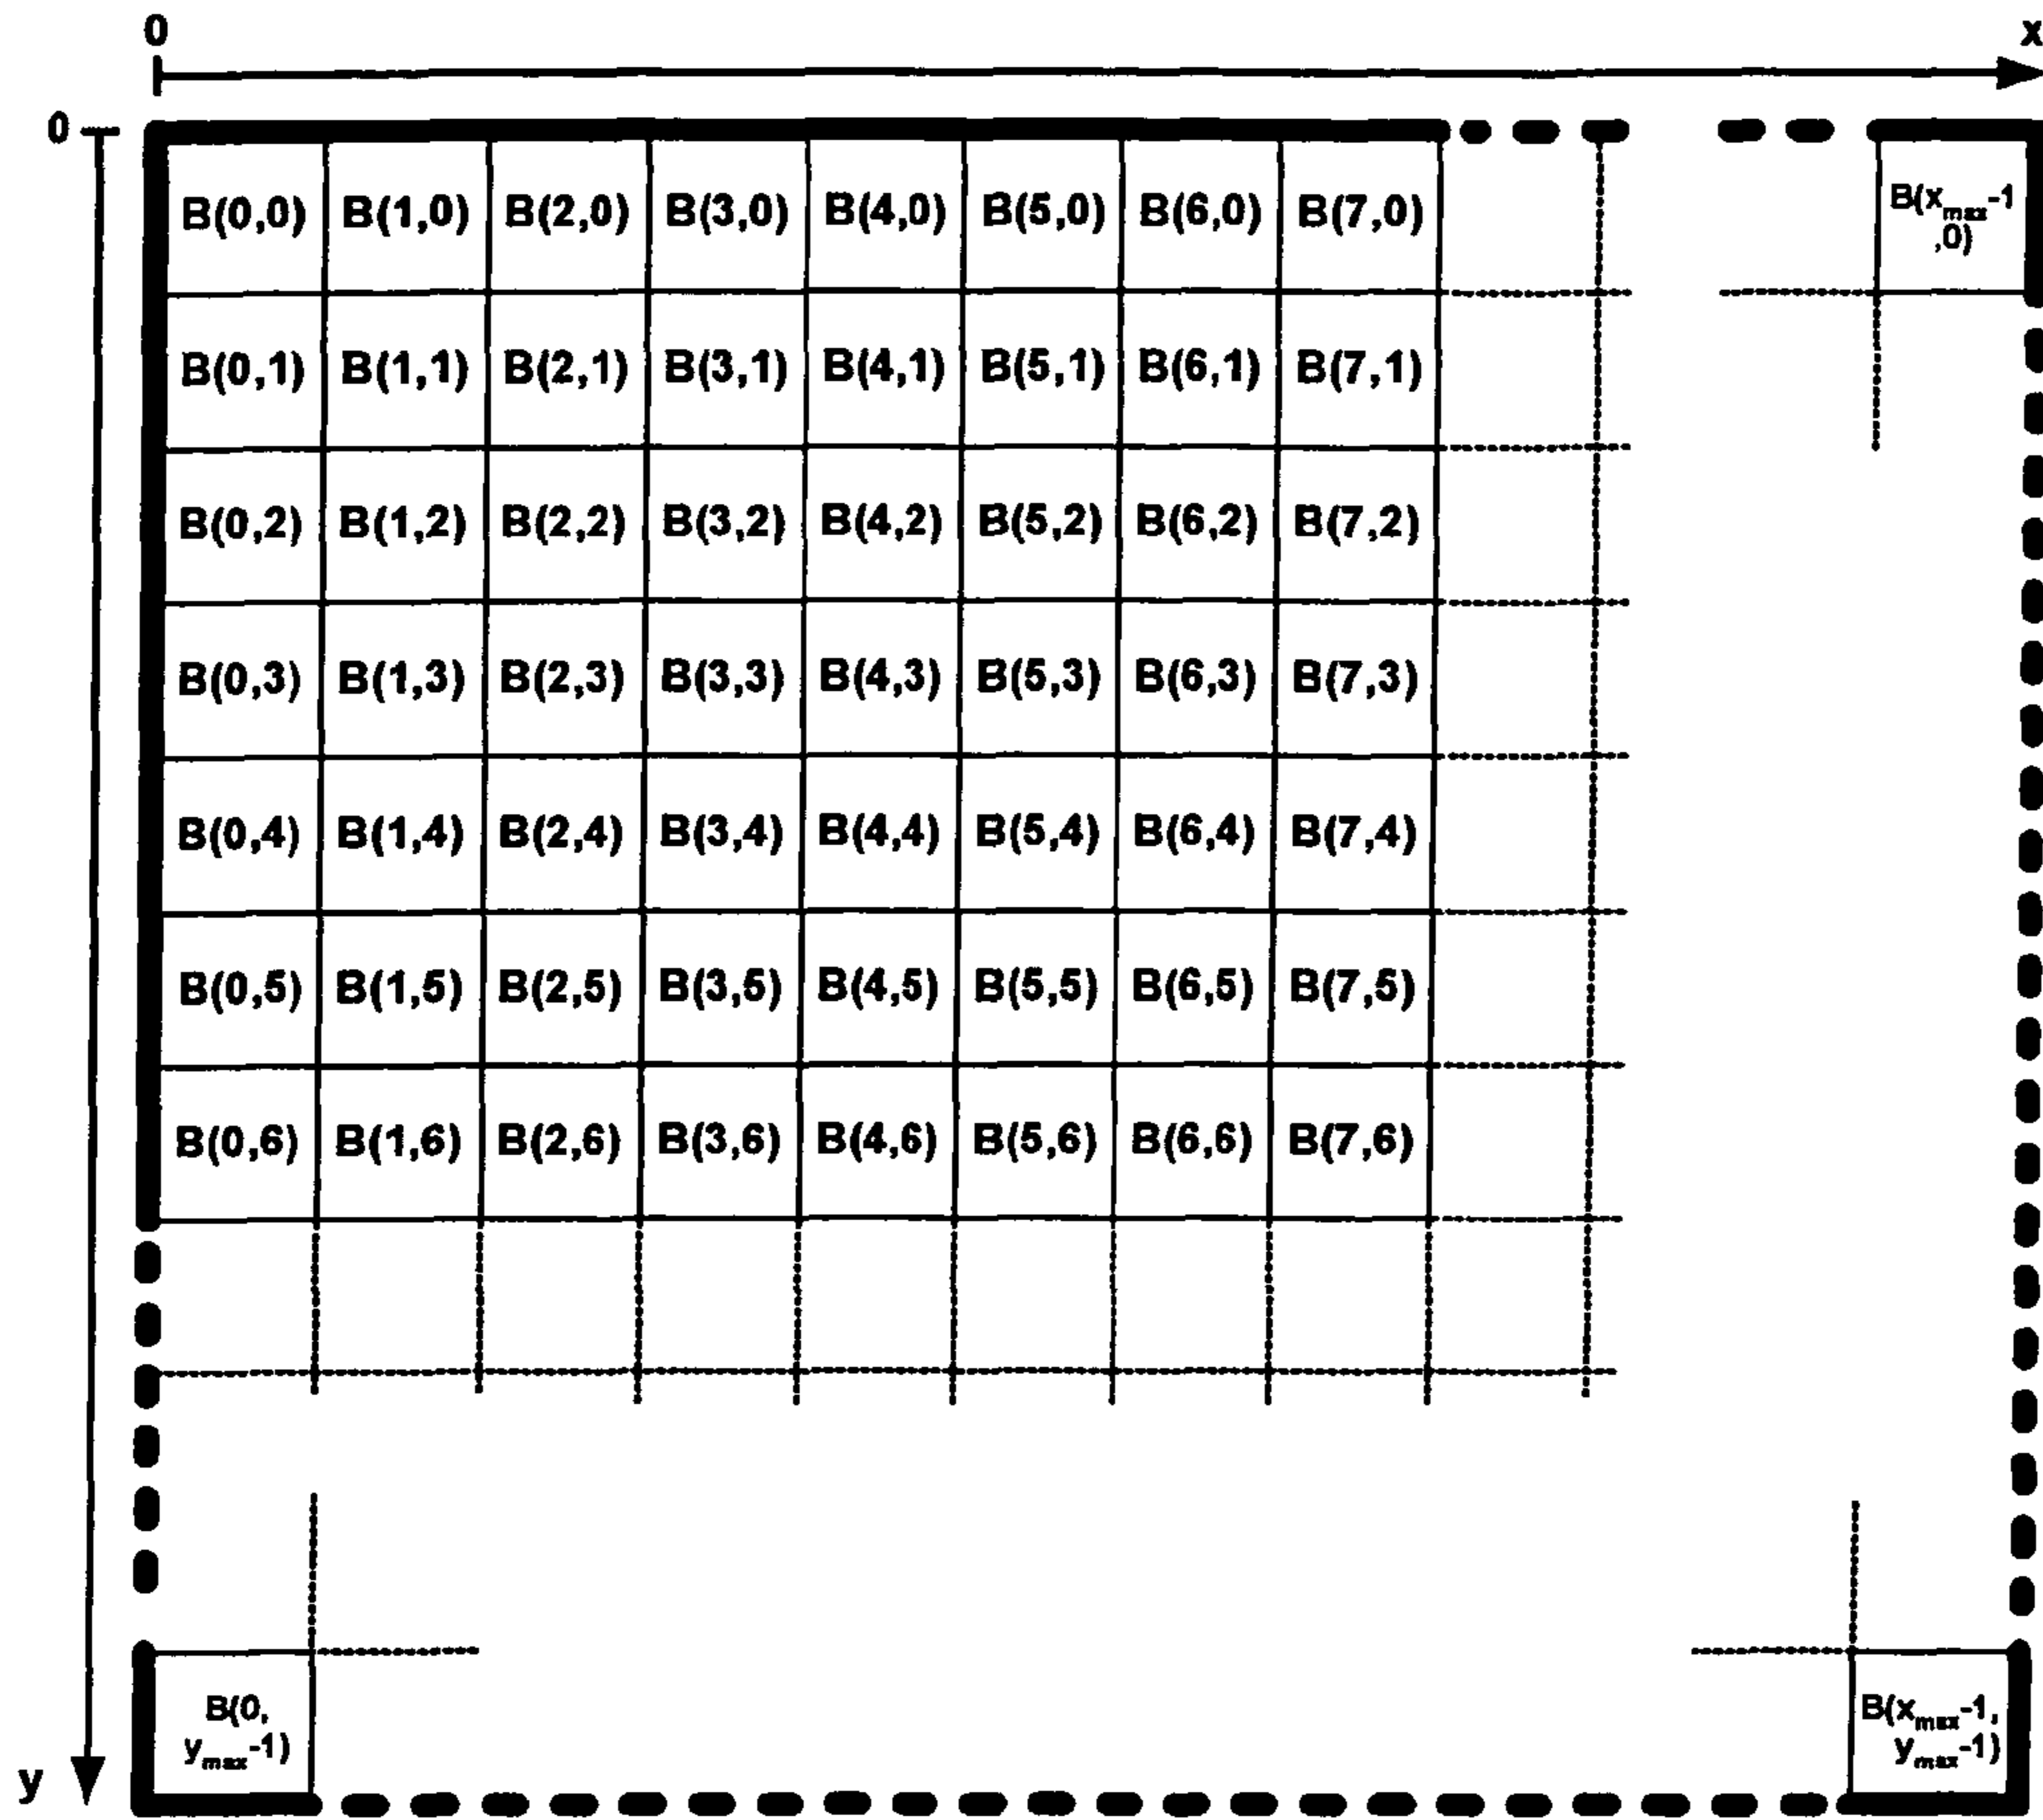 0 x
0
B(0,0) B(1,0) B(2,0) B(3,0) B(4,0) B(5,0) B(6,0) B(7,0)
B(xmax-1
,0)
B(0,1) B(1,1) B(2,1) B(3,1) B(4,1) B(5,1) B(6,1) B(7,1)
B(0,2) B(1,2) B(2,2) B(3,2) B(4,2) B(5,2) B(6,2) B(7,2)
B(0,3) B(1,3) B(2,3) B(3,3) B(4,3) B(5,3) B(6,3) B(7,3)
B(0,4) B(1,4) B(2,4) B(3,4) B(4,4) B(5,4) B(6,4) B(7,4)
B(0,5) B(1,5) B(2,5) B(3,5) B(4,5) B(5,5) B(6,5) B(7,5)
B(0,6) B(1,6) B(2,6) B(3,6) B(4,6) B(5,6) B(6,6) B(7,6)
B(0,
ymax-1)
B(xmax-1,
ymax-1)
y